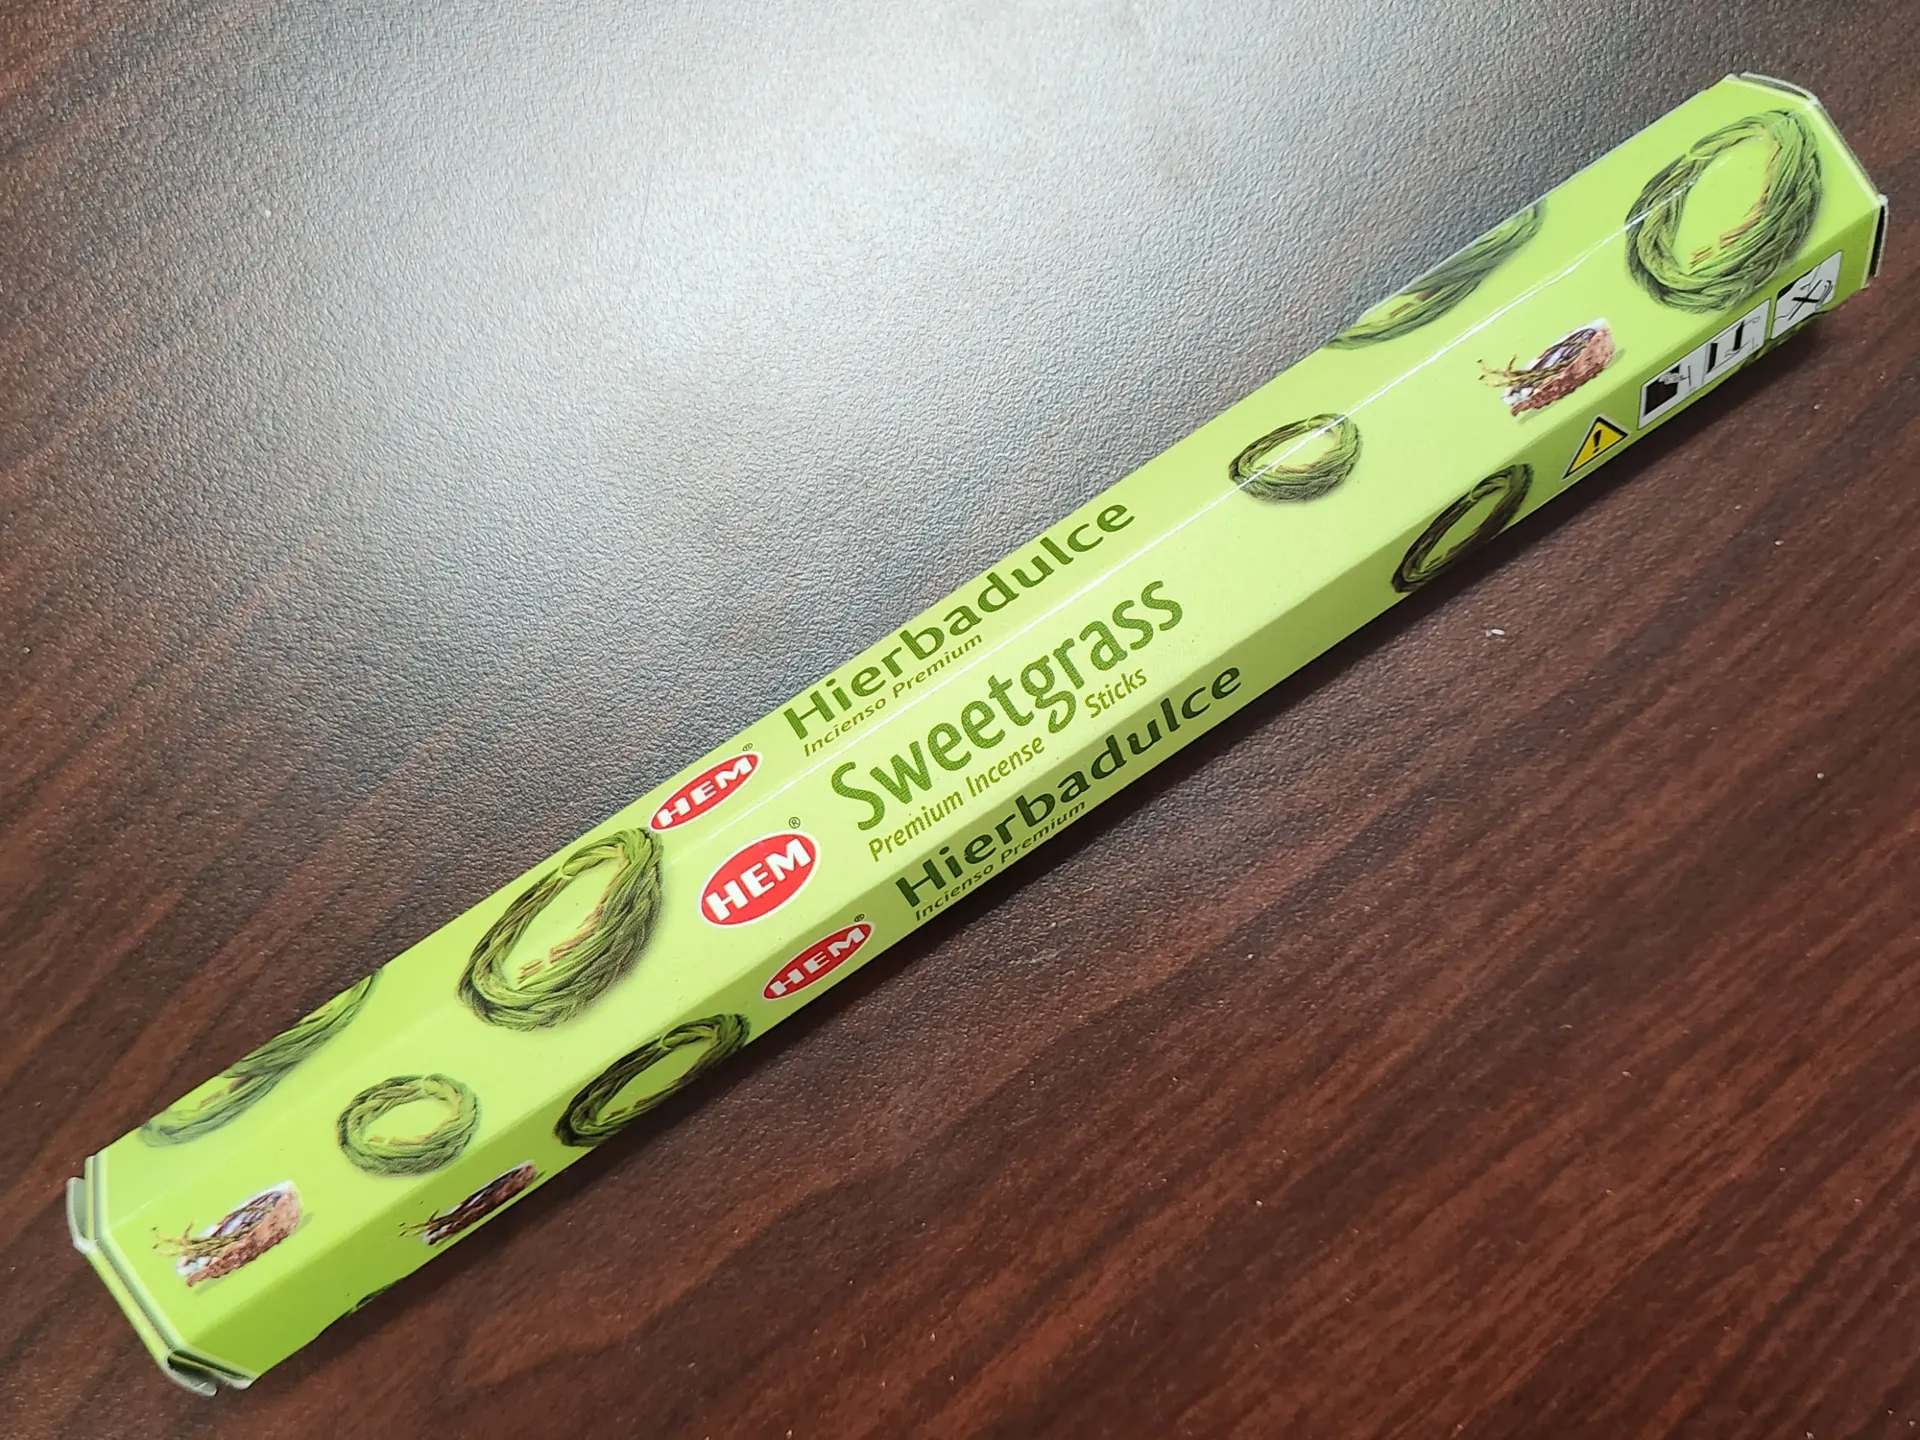 HEM®
Hierbadulce
Incienso Premium
HEM®
Sweetgrass
Premium Incense Sticks
HEM®
Hierbadulce
Incienso Premium